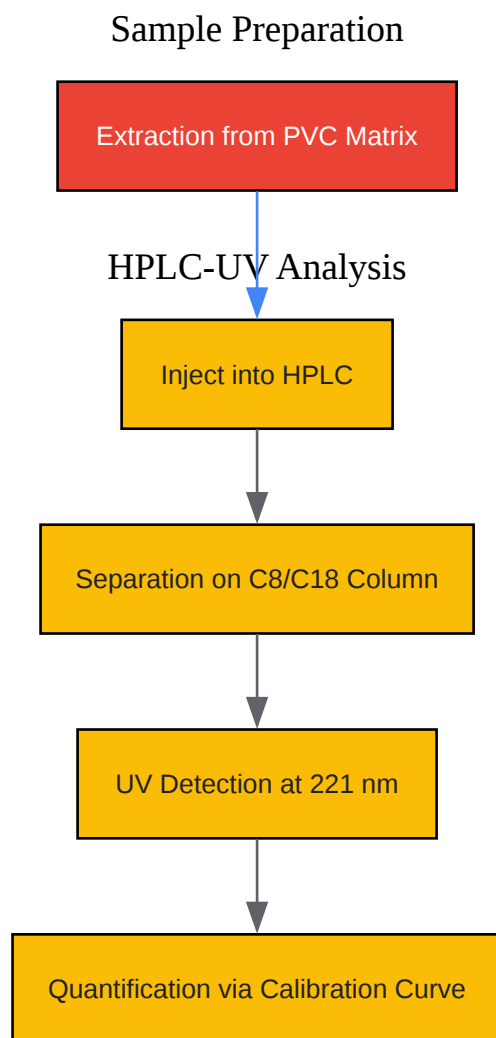 Sample Preparation
Extraction from PVC Matrix
HPLC-UV Analysis
Inject into HPLC
Separation on C8/C18 Column
UV Detection at 221 nm
Quantification via Calibration Curve